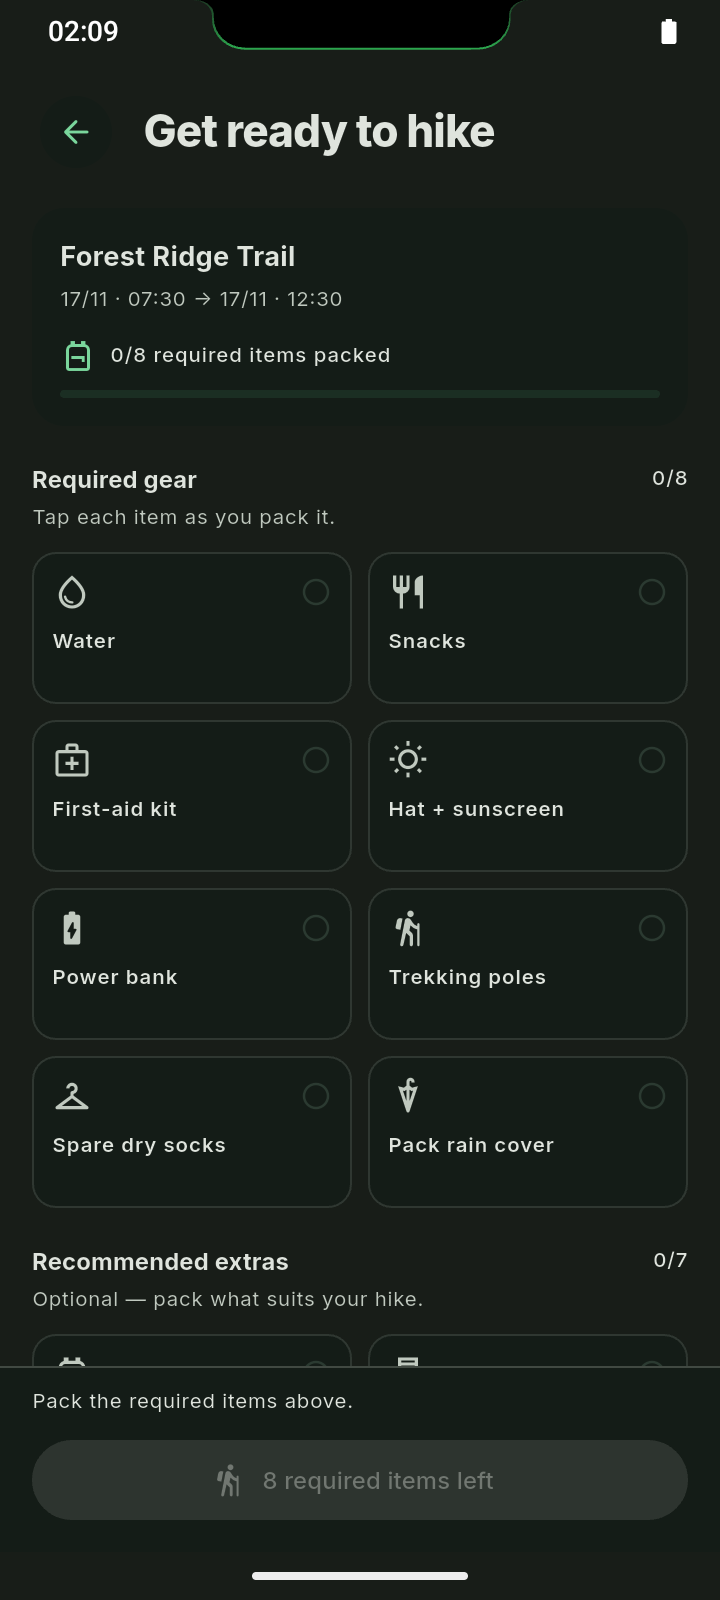 02:09
Get ready to hike
Forest Ridge Trail
17/11 · 07:30 → 17/11 · 12:30
0/8 required items packed
Required gear 0/8
Tap each item as you pack it.
Water
Snacks
First-aid kit
Hat + sunscreen
Power bank
Trekking poles
Spare dry socks
Pack rain cover
Recommended extras 0/7
Optional — pack what suits your hike.
Pack the required items above.
8 required items left